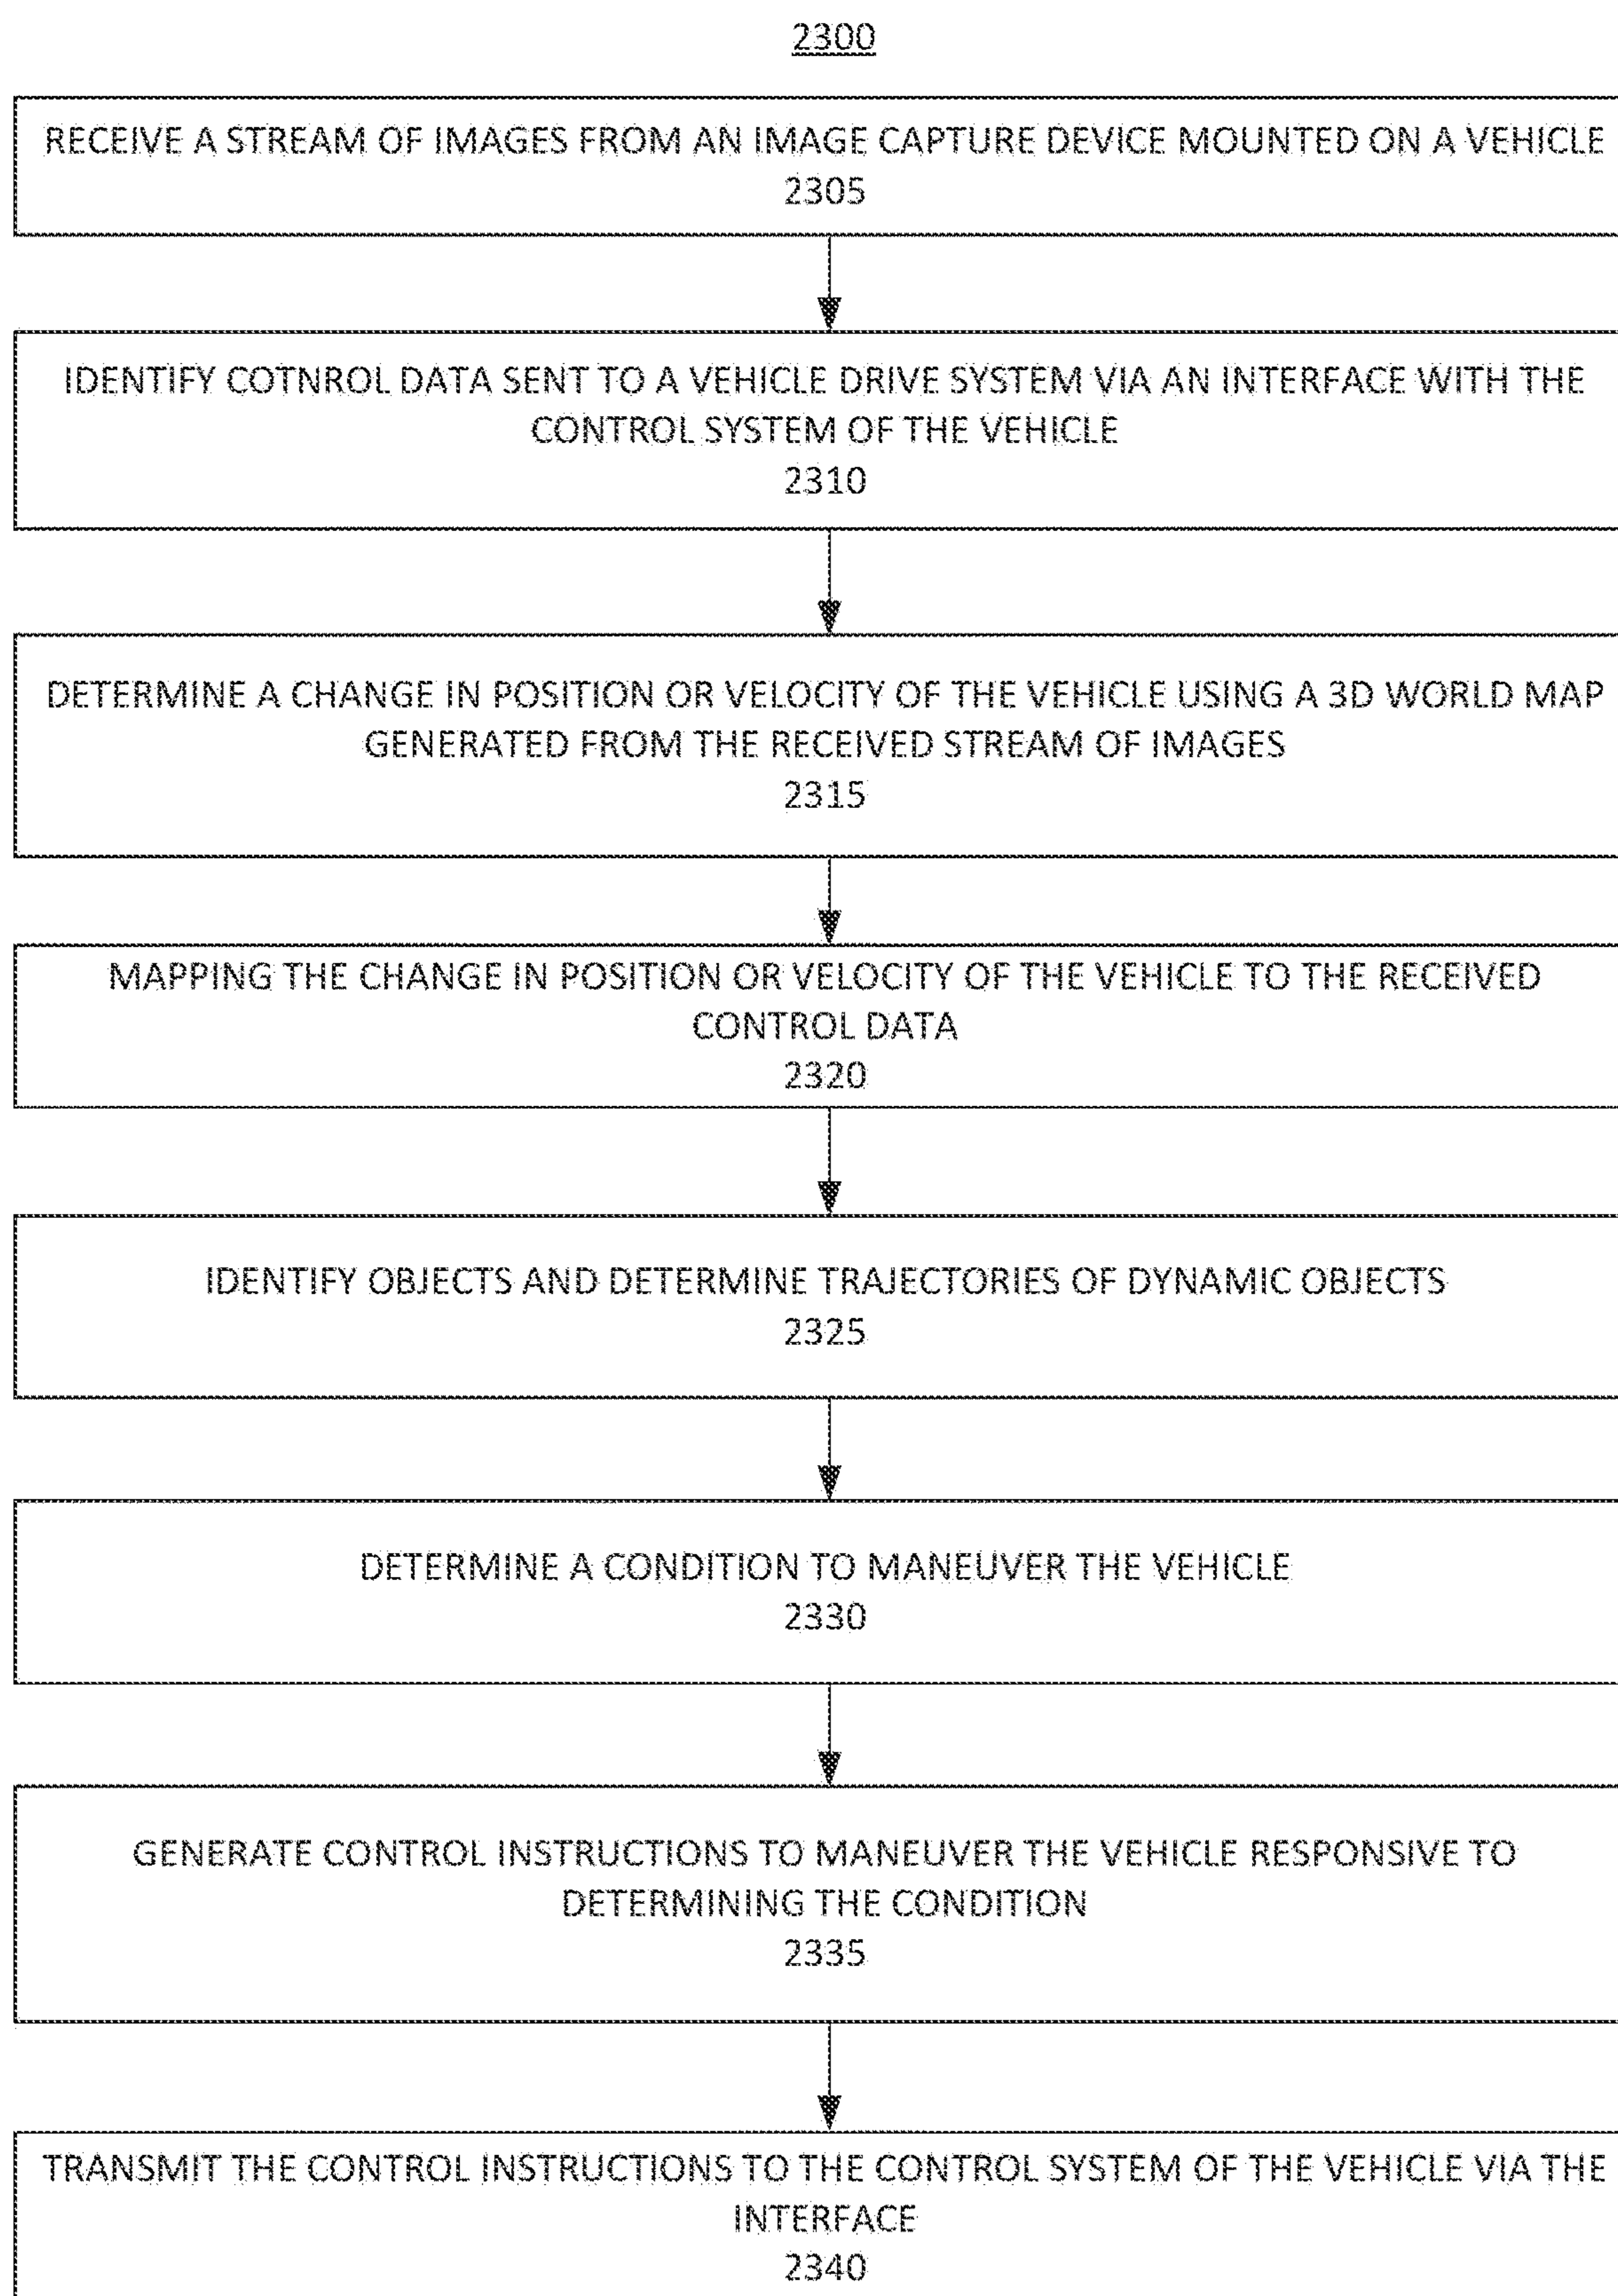 2300
RECEIVE A STREAM OF IMAGES FROM AN IMAGE CAPTURE DEVICE MOUNTED ON A VEHICLE
2305
IDENTIFY COTNROL DATA SENT TO A VEHICLE DRIVE SYSTEM VIA AN INTERFACE WITH THE
CONTROL SYSTEM OF THE VEHICLE
2310
DETERMINE A CHANGE IN POSITION OR VELOCITY OF THE VEHICLE USING A 3D WORLD MAP
GENERATED FROM THE RECEIVED STREAM OF IMAGES
2315
MAPPING THE CHANGE IN POSITION OR VELOCITY OF THE VEHICLE TO THE RECEIVED
CONTROL DATA
2320
IDENTIFY OBJECTS AND DETERMINE TRAJECTORIES OF DYNAMIC OBJECTS
2325
DETERMINE A CONDITION TO MANEUVER THE VEHICLE
2330
GENERATE CONTROL INSTRUCTIONS TO MANEUVER THE VEHICLE RESPONSIVE TO
DETERMINING THE CONDITION
2335
TRANSMIT THE CONTROL INSTRUCTIONS TO THE CONTROL SYSTEM OF THE VEHICLE VIA THE
INTERFACE
2340